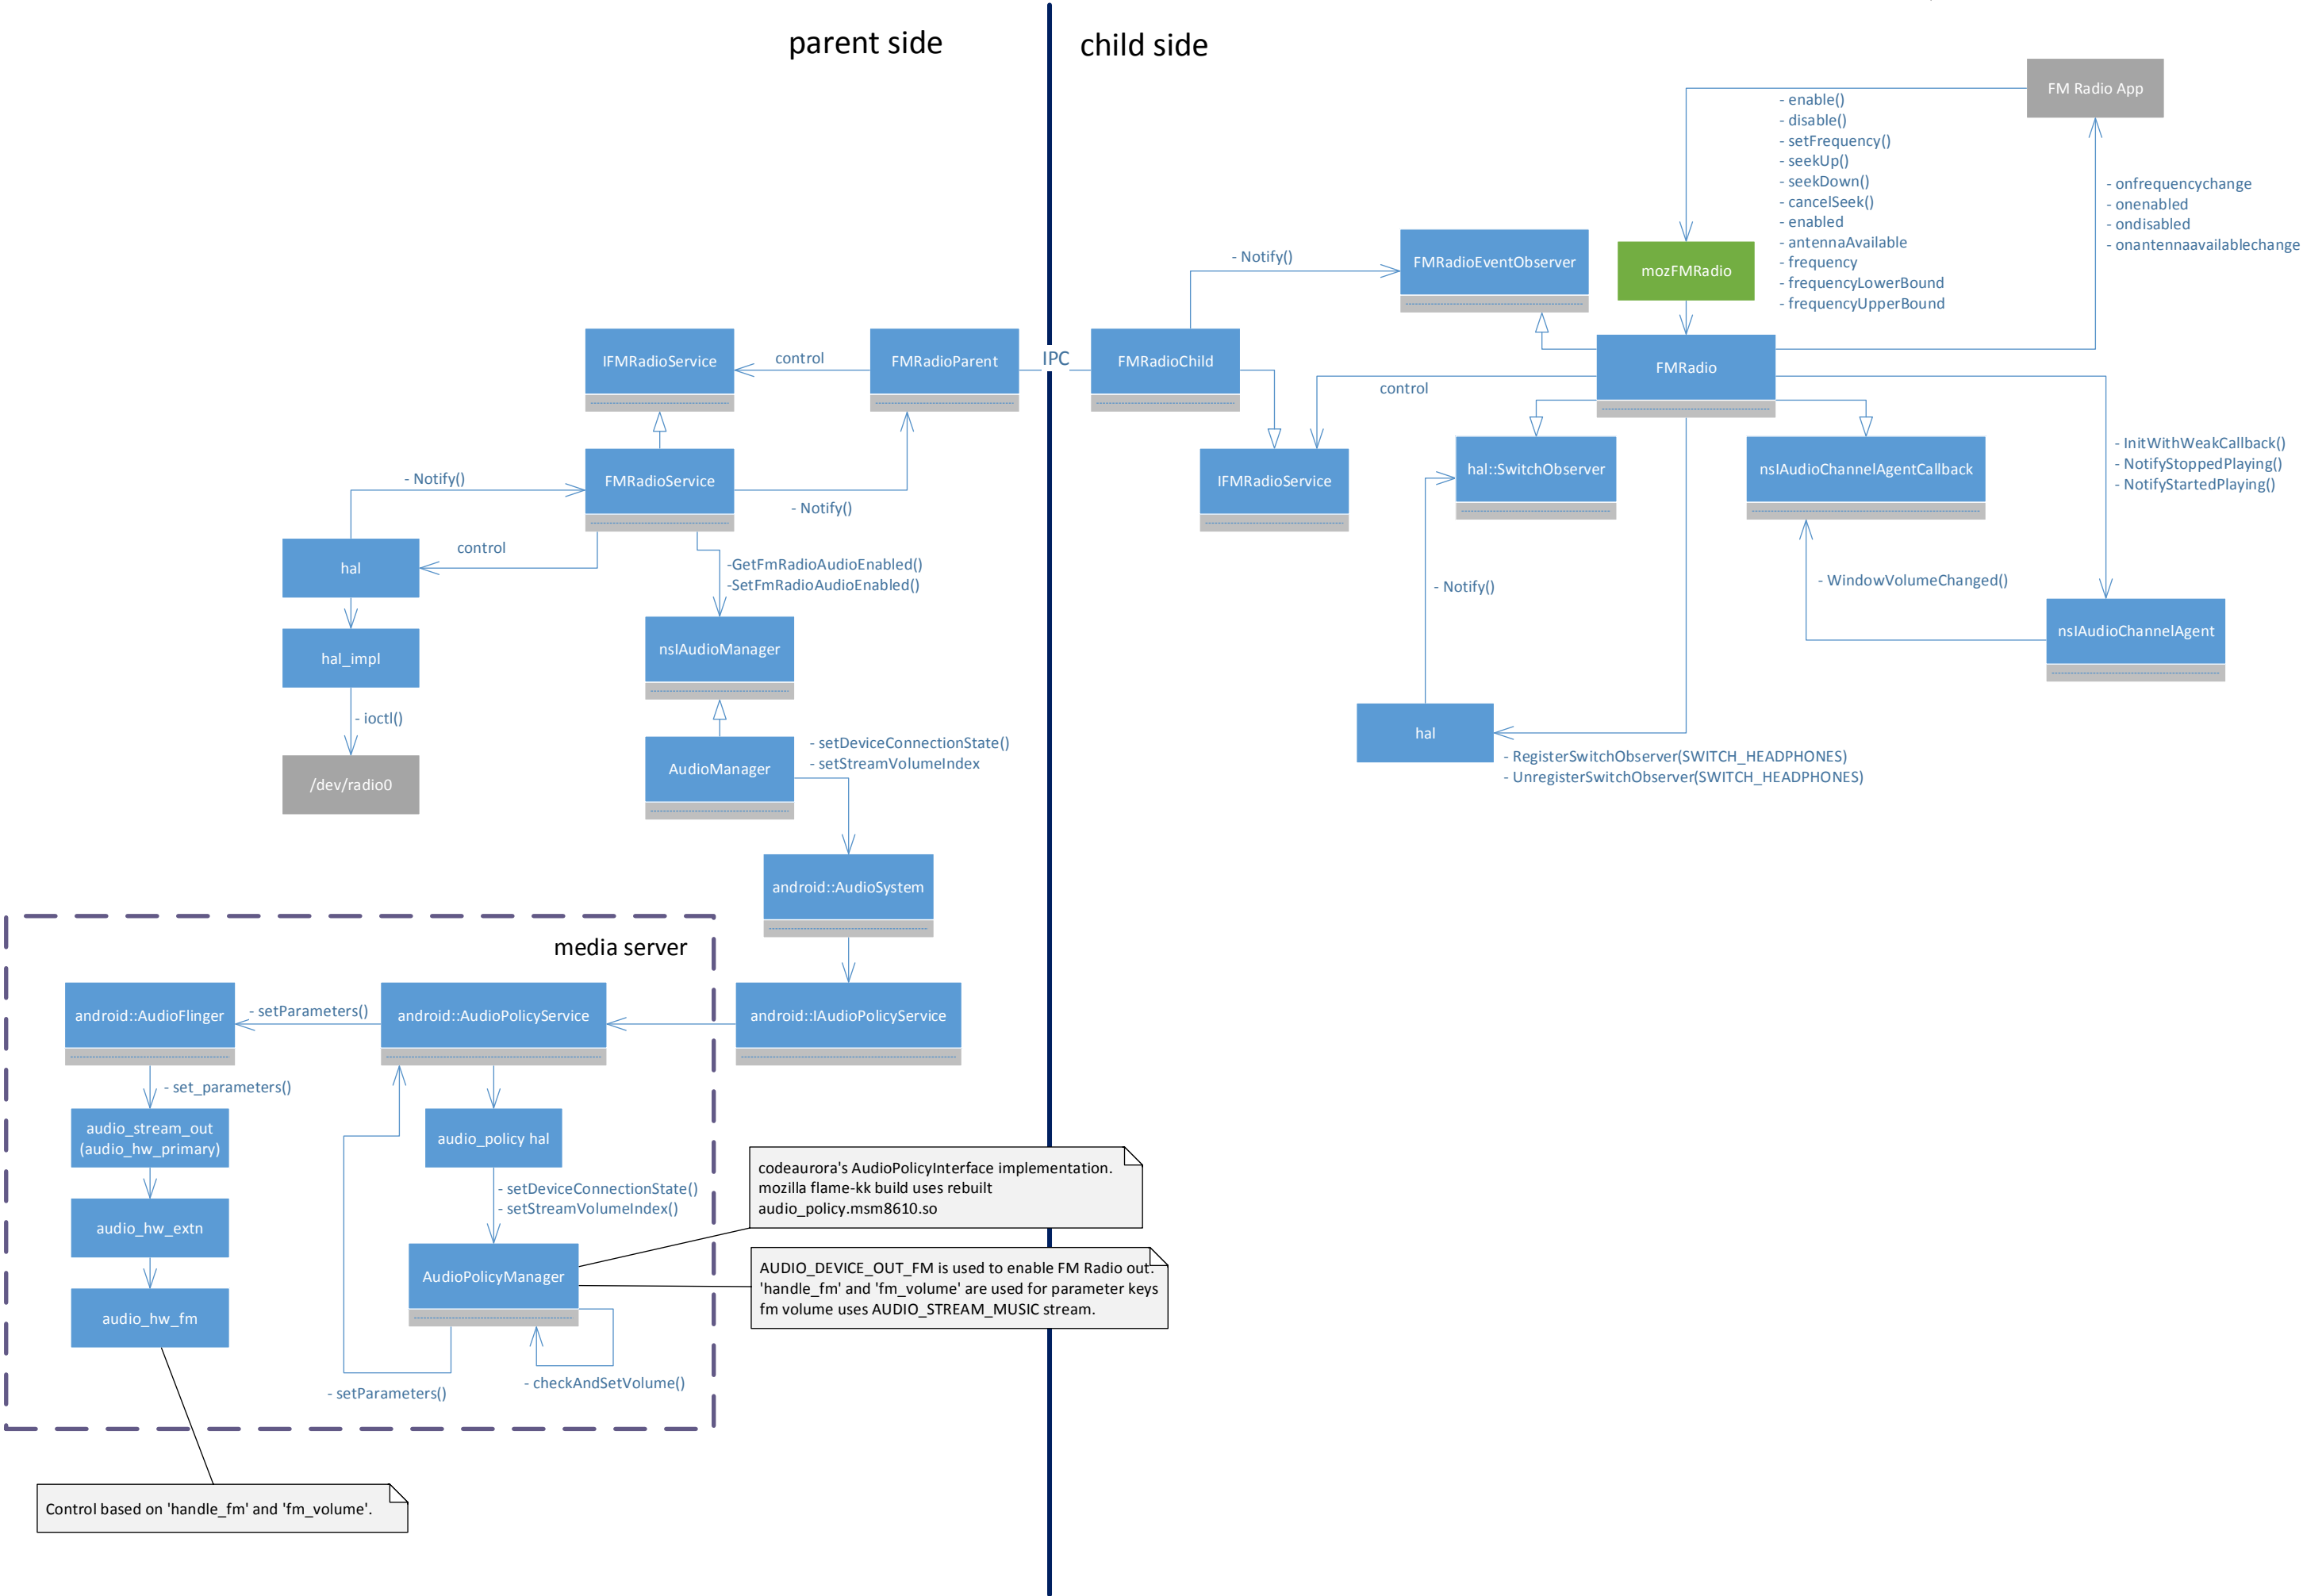 parent side
child side
FM Radio App
- enable()
- disable()
- setFrequency()
- seekUp()
- seekDown()
- cancelSeek()
- enabled
- antennaAvailable
- frequency
- frequencyLowerBound
- frequencyUpperBound
- onfrequencychange
- onenabled
- ondisabled
- onantennaavailablechange
mozFMRadio
FMRadioEventObserver
- Notify()
IFMRadioService
control
FMRadioParent
IPC
FMRadioChild
FMRadio
control
FMRadioService
- Notify()
- Notify()
IFMRadioService
hal::SwitchObserver
nsIAudioChannelAgentCallback
- InitWithWeakCallback()
- NotifyStoppedPlaying()
- NotifyStartedPlaying()
hal
control
-GetFmRadioAudioEnabled()
-SetFmRadioAudioEnabled()
- Notify()
- WindowVolumeChanged()
nsIAudioChannelAgent
hal_impl
nsIAudioManager
- ioctl()
/dev/radio0
AudioManager
- setDeviceConnectionState()
- setStreamVolumeIndex
hal
- RegisterSwitchObserver(SWITCH_HEADPHONES)
- UnregisterSwitchObserver(SWITCH_HEADPHONES)
android::AudioSystem
media server
android::AudioFlinger
- setParameters()
android::AudioPolicyService
android::IAudioPolicyService
- set_parameters()
audio_stream_out
(audio_hw_primary)
audio_policy hal
- setDeviceConnectionState()
- setStreamVolumeIndex()
codeaurora's AudioPolicyInterface implementation.
mozilla flame-kk build uses rebuilt
audio_policy.msm8610.so
audio_hw_extn
AudioPolicyManager
AUDIO_DEVICE_OUT_FM is used to enable FM Radio out.
'handle_fm' and 'fm_volume' are used for parameter keys
fm volume uses AUDIO_STREAM_MUSIC stream.
audio_hw_fm
- setParameters()
- checkAndSetVolume()
Control based on 'handle_fm' and 'fm_volume'.